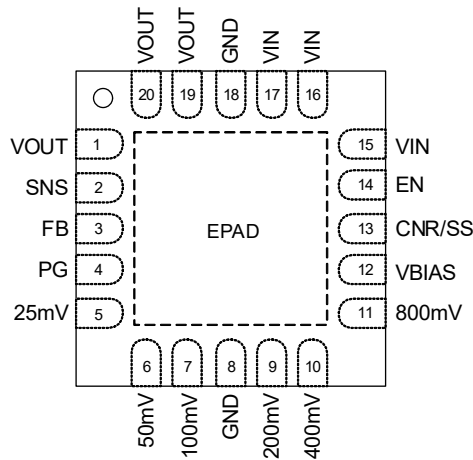 VOUT
VOUT
GND
VIN
VIN
20
19
18
17
16
VOUT
1
15
VIN
SNS
2
14
EN
FB
3
EPAD
13
CNR/SS
PG
4
12
VBIAS
25mV
5
11
800mV
6
7
8
9
10
50mV
100mV
GND
200mV
400mV